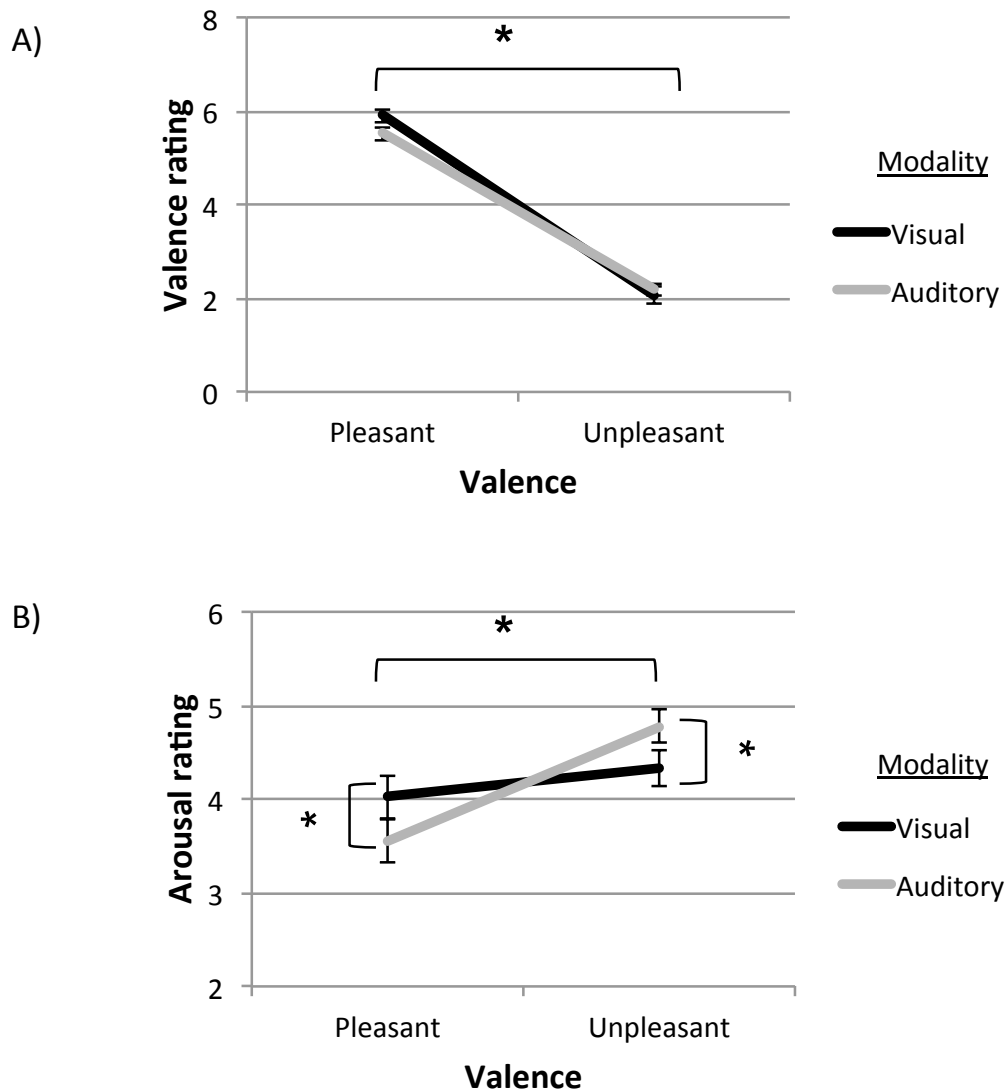 A)
8
*
6
4
2
0
Valence rating
Pleasant
Unpleasant
Valence
Modality
Visual
Auditory
B)
6
*
5
4
3
2
*
*
Arousal rating
Pleasant
Unpleasant
Valence
Modality
Visual
Auditory